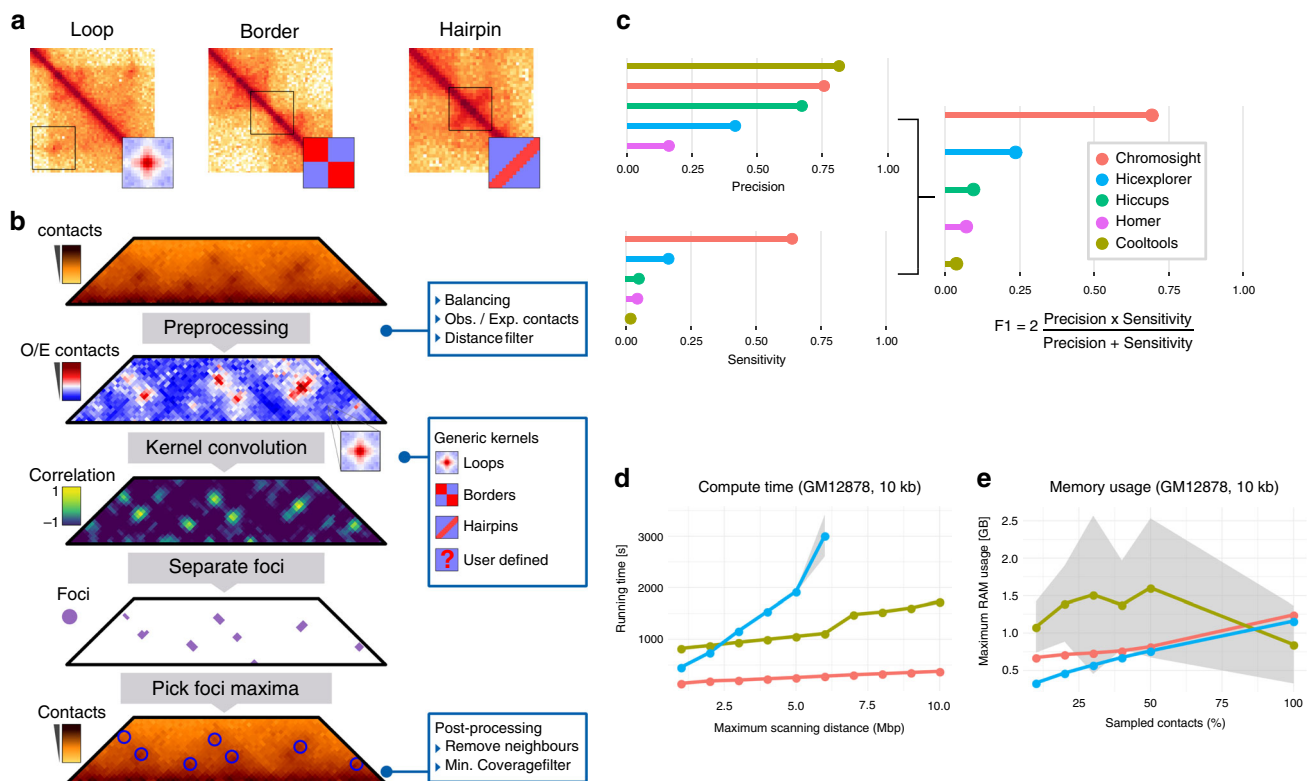 a
Loop
Border
Hairpin
b
contacts
Preprocessing
Balancing
Obs. / Exp. contacts
Distancefilter
O/E contacts
Kernel convolution
Generic kernels
Loops
Borders
Hairpins
? User defined
Correlation
1
−1
Separate foci
Foci
Pick foci maxima
Contacts
Post-processing
Remove neighbours
Min. Coveragefilter
c
0.00 0.25 0.50 0.75 1.00
Precision
0.00 0.25 0.50 0.75 1.00
Sensitivity
Chromosight
Hicexplorer
Hiccups
Homer
Cooltools
0.00 0.25 0.50 0.75 1.00
F1 = 2 Precision x Sensitivity
Precision + Sensitivity
d
Compute time (GM12878, 10 kb)
Running time [s]
3000
2000
1000
2.5 5.0 7.5 10.0
Maximum scanning distance (Mbp)
e
Memory usage (GM12878, 10 kb)
Maximum RAM usage [GB]
2.5
2.0
1.5
1.0
0.5
25 50 75 100
Sampled contacts (%)